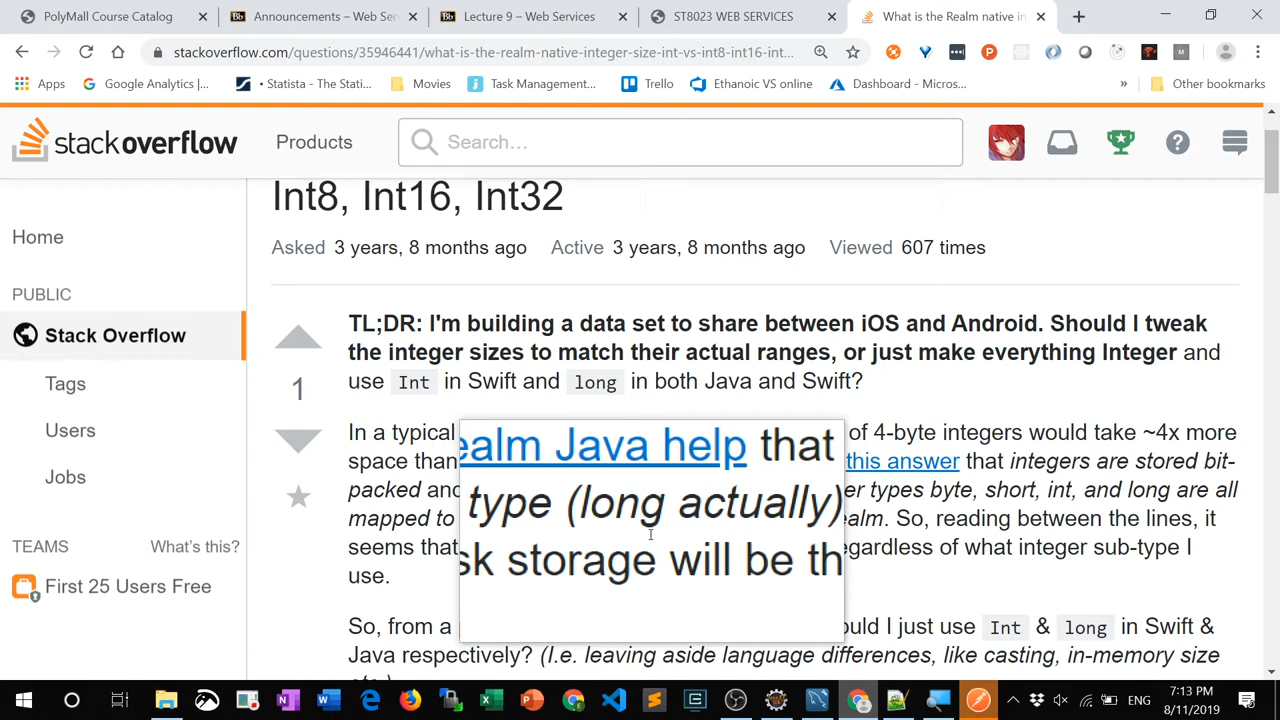 PolyMall Course Catalog
Announcements – Web Ser
Lecture 9 – Web Services
ST8023 WEB SERVICES
What is the Realm native in
stackoverflow.com/questions/35946441/what-is-the-realm-native-integer-size-int-vs-int8-int16-int...
Apps
Google Analytics |...
• Statista - The Stati...
Movies
Task Management...
Trello
Ethanoic VS online
Dashboard – Micros...
»
Other bookmarks
stackoverflow
Products
Search...
Int8, Int16, Int32
Asked 3 years, 8 months ago Active 3 years, 8 months ago Viewed 607 times
Home
PUBLIC
Stack Overflow
Tags
Users
Jobs
TEAMS What's this?
First 25 Users Free
1
TL;DR: I'm building a data set to share between iOS and Android. Should I tweak
the integer sizes to match their actual ranges, or just make everything Integer and
use Int in Swift and long in both Java and Swift?
In a typical of 4-byte integers would take ~4x more
space than this answer that integers are stored bit-
packed and er types byte, short, int, and long are all
mapped to ealm. So, reading between the lines, it
seems that egardless of what integer sub-type I
use.
ealm Java help that
type (long actually)
sk storage will be th
So, from a ould I just use Int & long in Swift &
Java respectively? (I.e. leaving aside language differences, like casting, in-memory size
ENG
7:13 PM
8/11/2019